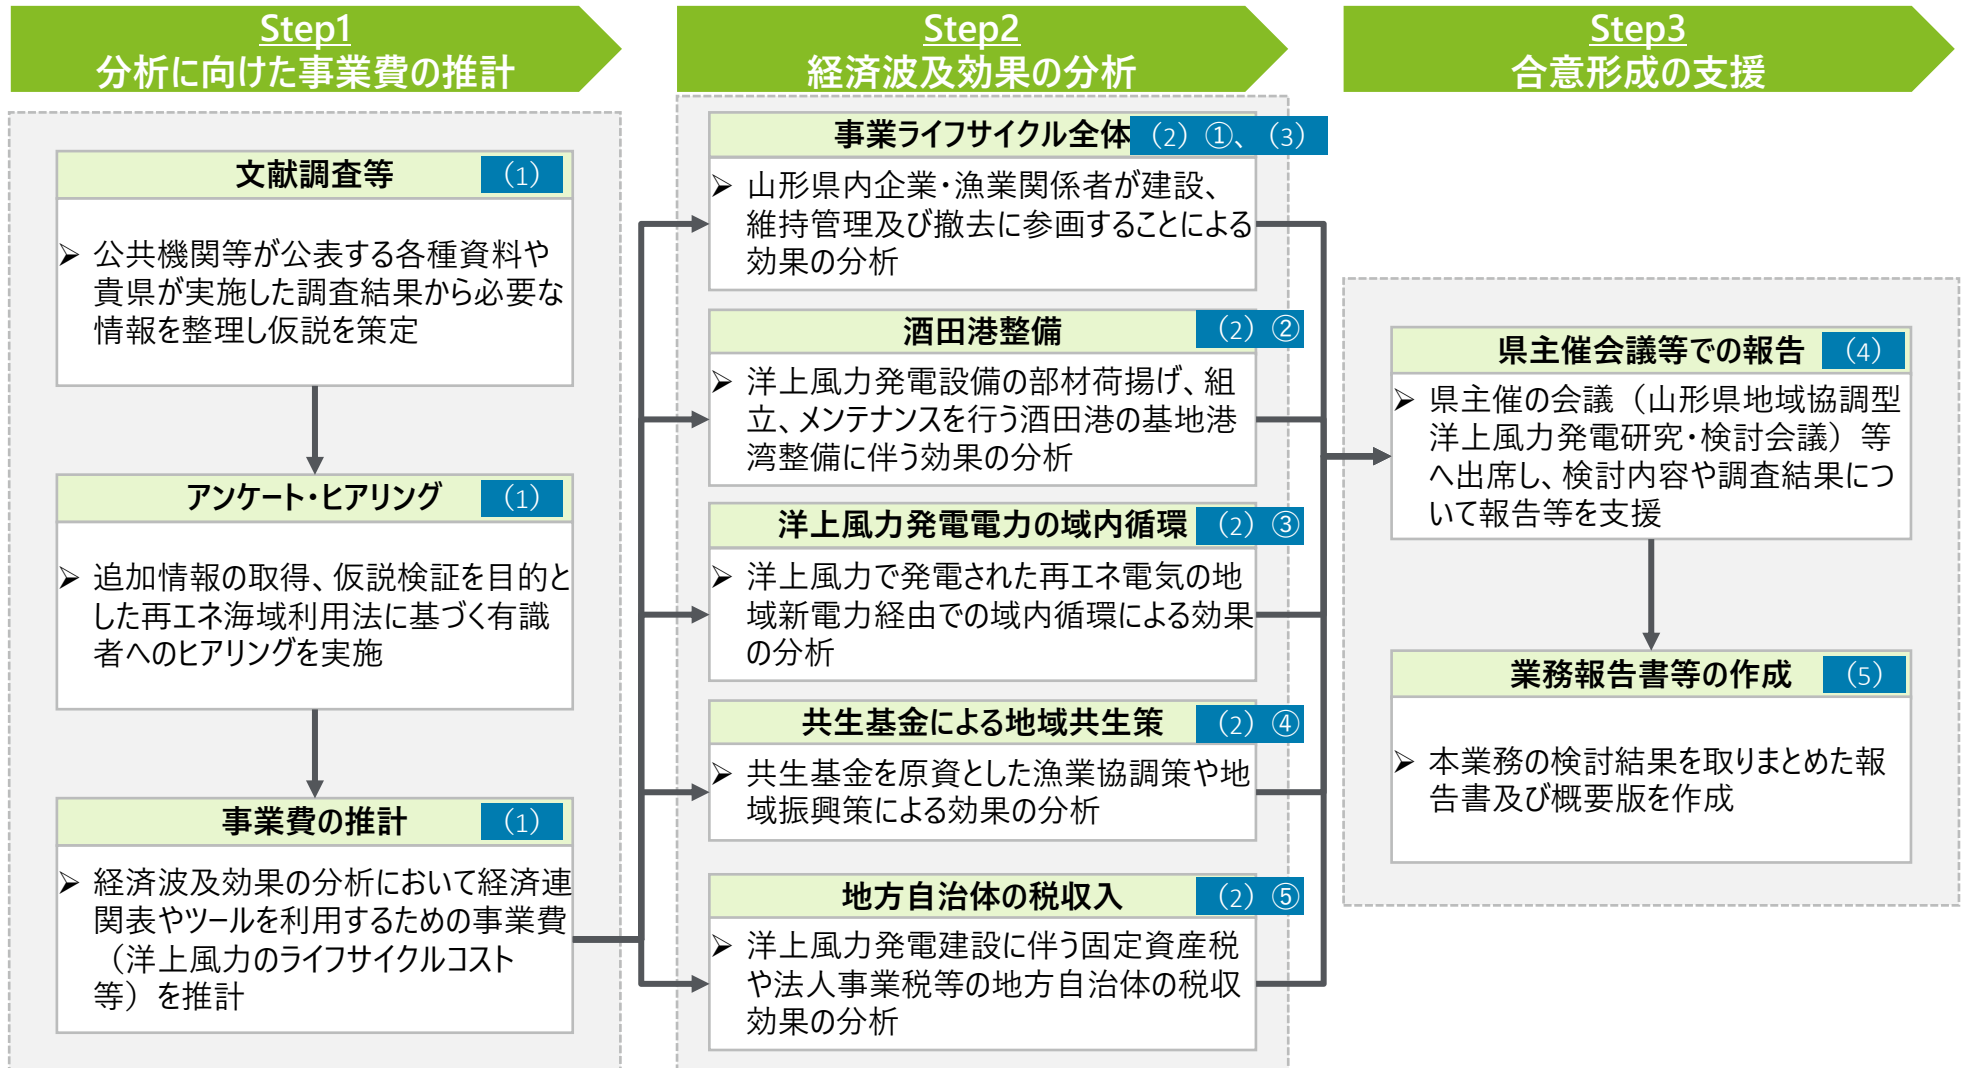 Step1
分析に向けた事業費の推計
文献調査等
（1）
➢ 公共機関等が公表する各種資料や
貴県が実施した調査結果から必要な
情報を整理し仮説を策定
アンケート・ヒアリング
（1）
➢ 追加情報の取得、仮説検証を目的と
した再エネ海域利用法に基づく有識
者へのヒアリングを実施
事業費の推計
（1）
➢ 経済波及効果の分析において経済連
関表やツールを利用するための事業費
（洋上風力のライフサイクルコスト
等）を推計
Step2
経済波及効果の分析
事業ライフサイクル全体
（2）①、（3）
➢ 山形県内企業・漁業関係者が建設、
維持管理及び撤去に参画することによる
効果の分析
酒田港整備
（2）②
➢ 洋上風力発電設備の部材荷揚げ、組
立、メンテナンスを行う酒田港の基地港
湾整備に伴う効果の分析
洋上風力発電電力の域内循環
（2）③
➢ 洋上風力で発電された再エネ電気の地
域新電力経由での域内循環による効果
の分析
共生基金による地域共生策
（2）④
➢ 共生基金を原資とした漁業協調策や地
域振興策による効果の分析
地方自治体の税収入
（2）⑤
➢ 洋上風力発電建設に伴う固定資産税
や法人事業税等の地方自治体の税収
効果の分析
Step3
合意形成の支援
県主催会議等での報告
（4）
➢ 県主催の会議（山形県地域協調型
洋上風力発電研究・検討会議）等
へ出席し、検討内容や調査結果につ
いて報告等を支援
業務報告書等の作成
（5）
➢ 本業務の検討結果を取りまとめた報
告書及び概要版を作成